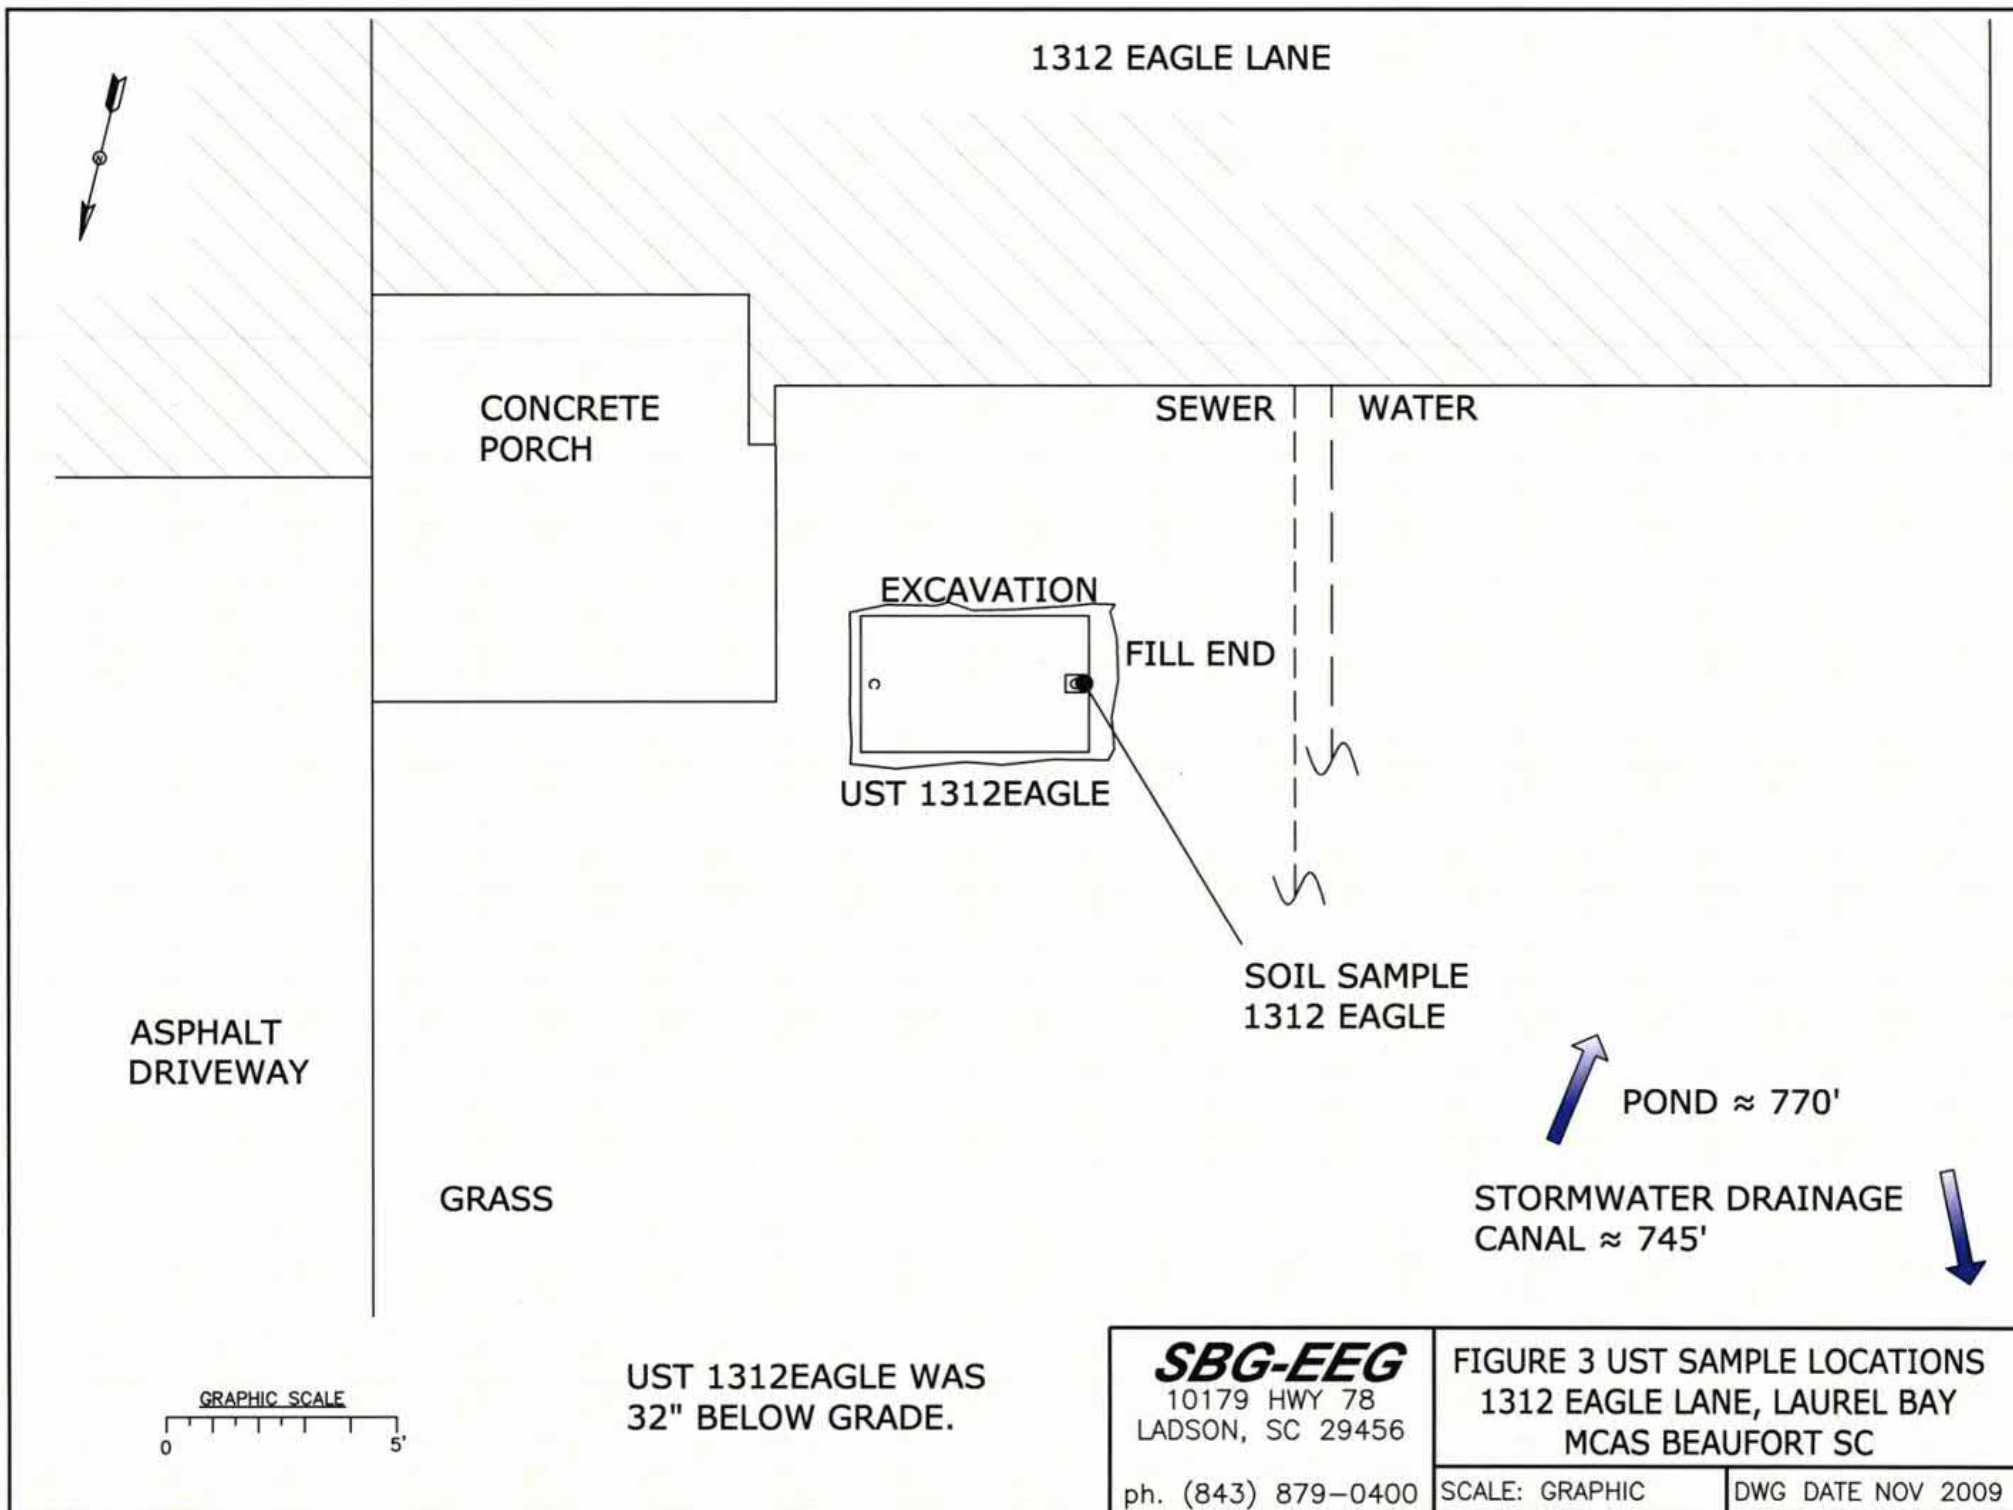 1312 EAGLE LANE
CONCRETE
PORCH
SEWER
WATER
EXCAVATION
FILL END
C
UST 1312EAGLE
SOIL SAMPLE
1312 EAGLE
ASPHALT
DRIVEWAY
POND ≈ 770'
GRASS
STORMWATER DRAINAGE
CANAL ≈ 745'
GRAPHIC SCALE
0 5'
UST 1312EAGLE WAS
32" BELOW GRADE.
SBG-EEG
10179 HWY 78
LADSON, SC 29456
ph. (843) 879-0400
FIGURE 3 UST SAMPLE LOCATIONS
1312 EAGLE LANE, LAUREL BAY
MCAS BEAUFORT SC
SCALE: GRAPHIC
DWG DATE NOV 2009